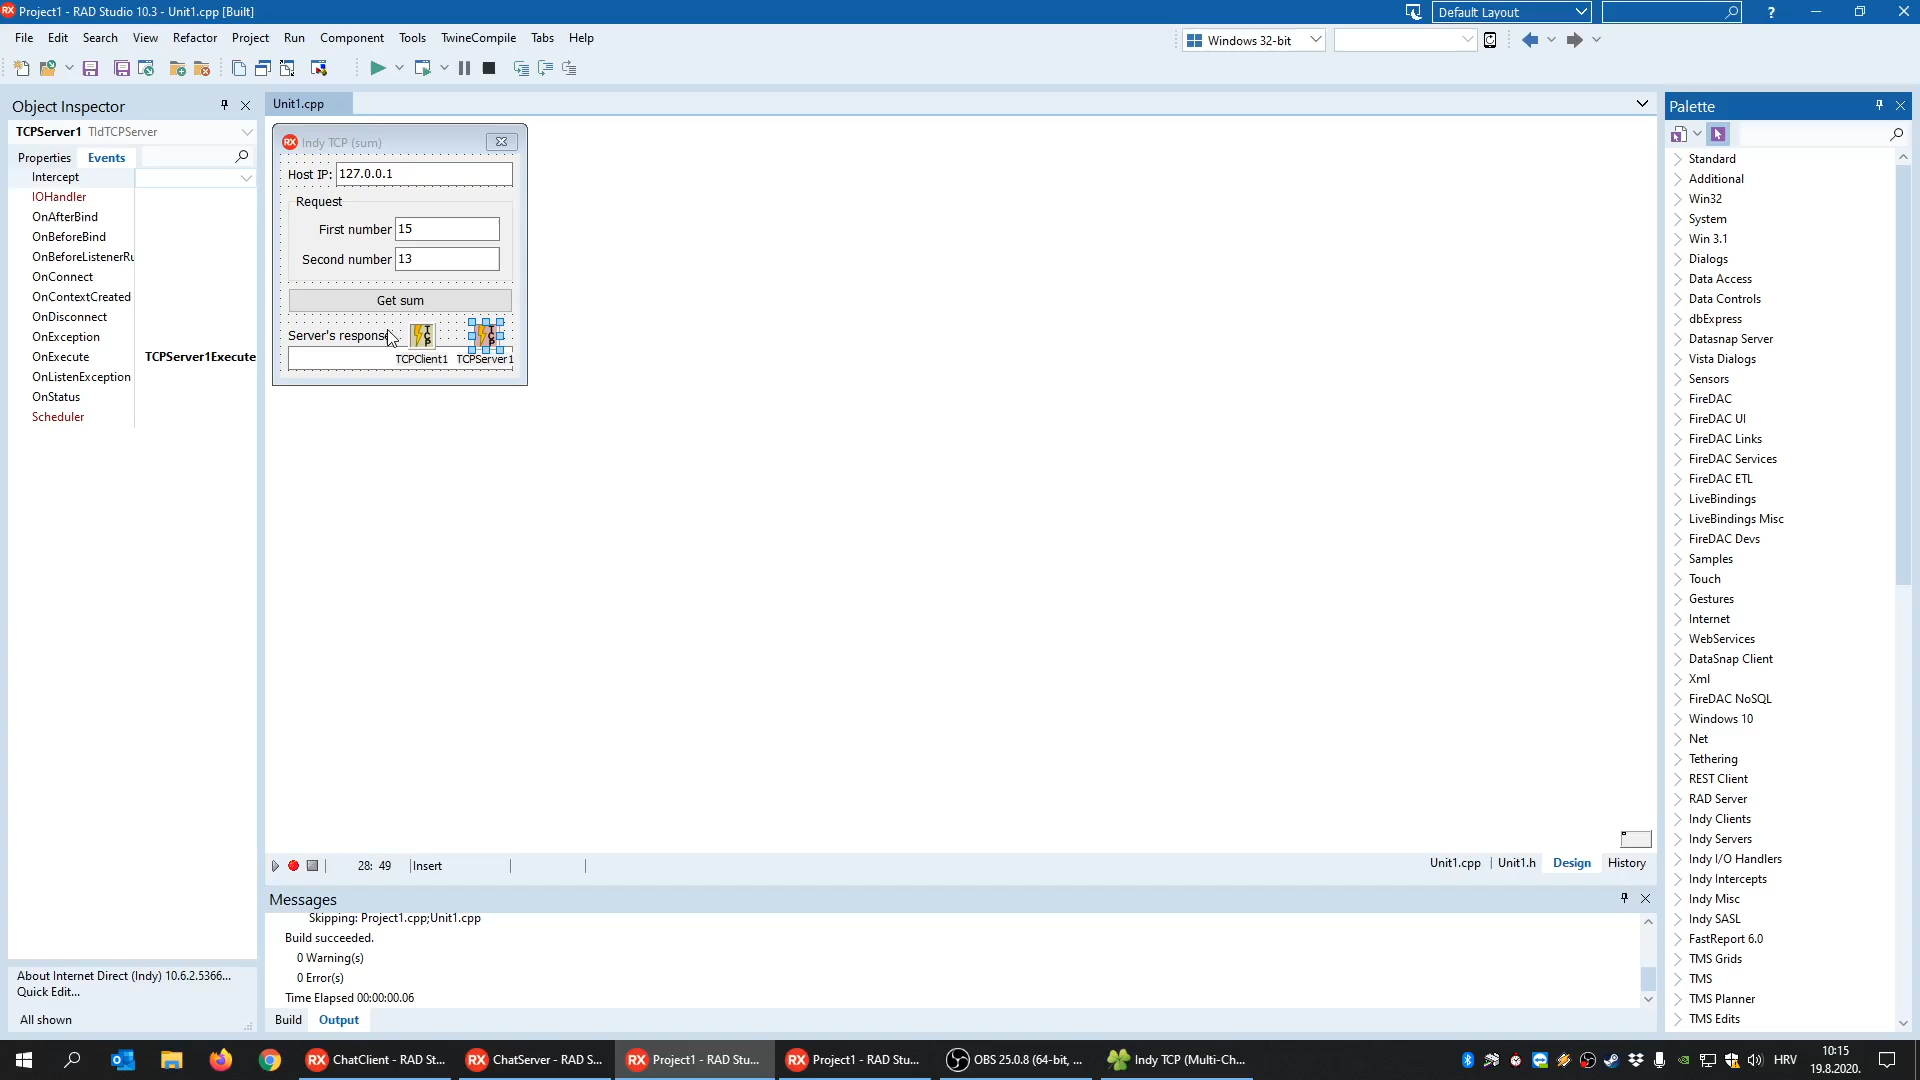 Project1 - RAD Studio 10.3 - Unit1.cpp [Built]
Default Layout
?
File Edit Search View Refactor Project Run Component Tools TwineCompile Tabs Help
Windows 32-bit
Object Inspector
TCPServer1 TIdTCPServer
Properties Events
Intercept
IOHandler
OnAfterBind
OnBeforeBind
OnBeforeListenerRu
OnConnect
OnContextCreated
OnDisconnect
OnException
OnExecute TCPServer1Execute
OnListenException
OnStatus
Scheduler
About Internet Direct (Indy) 10.6.2.5366...
Quick Edit...
All shown
Unit1.cpp
RX Indy TCP (sum)
Host IP: 127.0.0.1
Request
First number 15
Second number 13
Get sum
Server's response
TCP TCP
TCPClient1 TCPServer1
28: 49 Insert
Unit1.cpp Unit1.h Design History
Messages
Skipping: Project1.cpp;Unit1.cpp
Build succeeded.
0 Warning(s)
0 Error(s)
Time Elapsed 00:00:00.06
Build Output
Palette
Standard
Additional
Win32
System
Win 3.1
Dialogs
Data Access
Data Controls
dbExpress
Datasnap Server
Vista Dialogs
Sensors
FireDAC
FireDAC UI
FireDAC Links
FireDAC Services
FireDAC ETL
LiveBindings
LiveBindings Misc
FireDAC Devs
Samples
Touch
Gestures
Internet
WebServices
DataSnap Client
Xml
FireDAC NoSQL
Windows 10
Net
Tethering
REST Client
RAD Server
Indy Clients
Indy Servers
Indy I/O Handlers
Indy Intercepts
Indy Misc
Indy SASL
FastReport 6.0
TMS Grids
TMS
TMS Planner
TMS Edits
RX ChatClient - RAD St...
RX ChatServer - RAD S...
RX Project1 - RAD Stu...
RX Project1 - RAD Stu...
OBS 25.0.8 (64-bit, ...
Indy TCP (Multi-Ch...
HRV
10:15
19.8.2020.